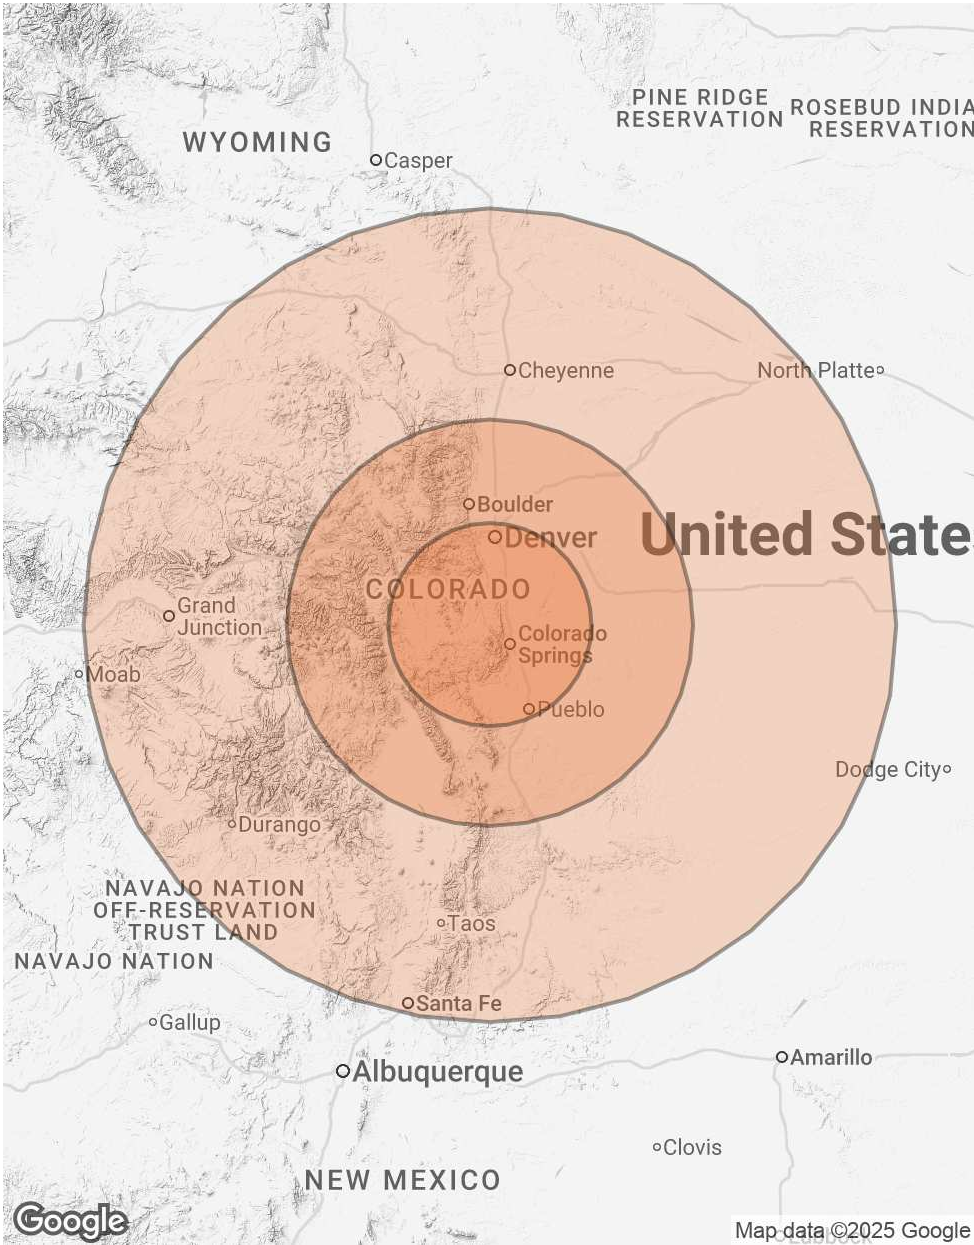 PINE RIDGE
RESERVATION
ROSEBUD INDIA
RESERVATION
WYOMING
Casper
Cheyenne
North Platte
Boulder
Denver
United State
COLORADO
Grand
Junction
Colorado
Springs
Moab
Pueblo
Dodge City
Durango
NAVAJO NATION
OFF-RESERVATION
TRUST LAND
Taos
NAVAJO NATION
Santa Fe
Gallup
Amarillo
Albuquerque
Clovis
NEW MEXICO
Google
Map data ©2025 Google
Lubbock